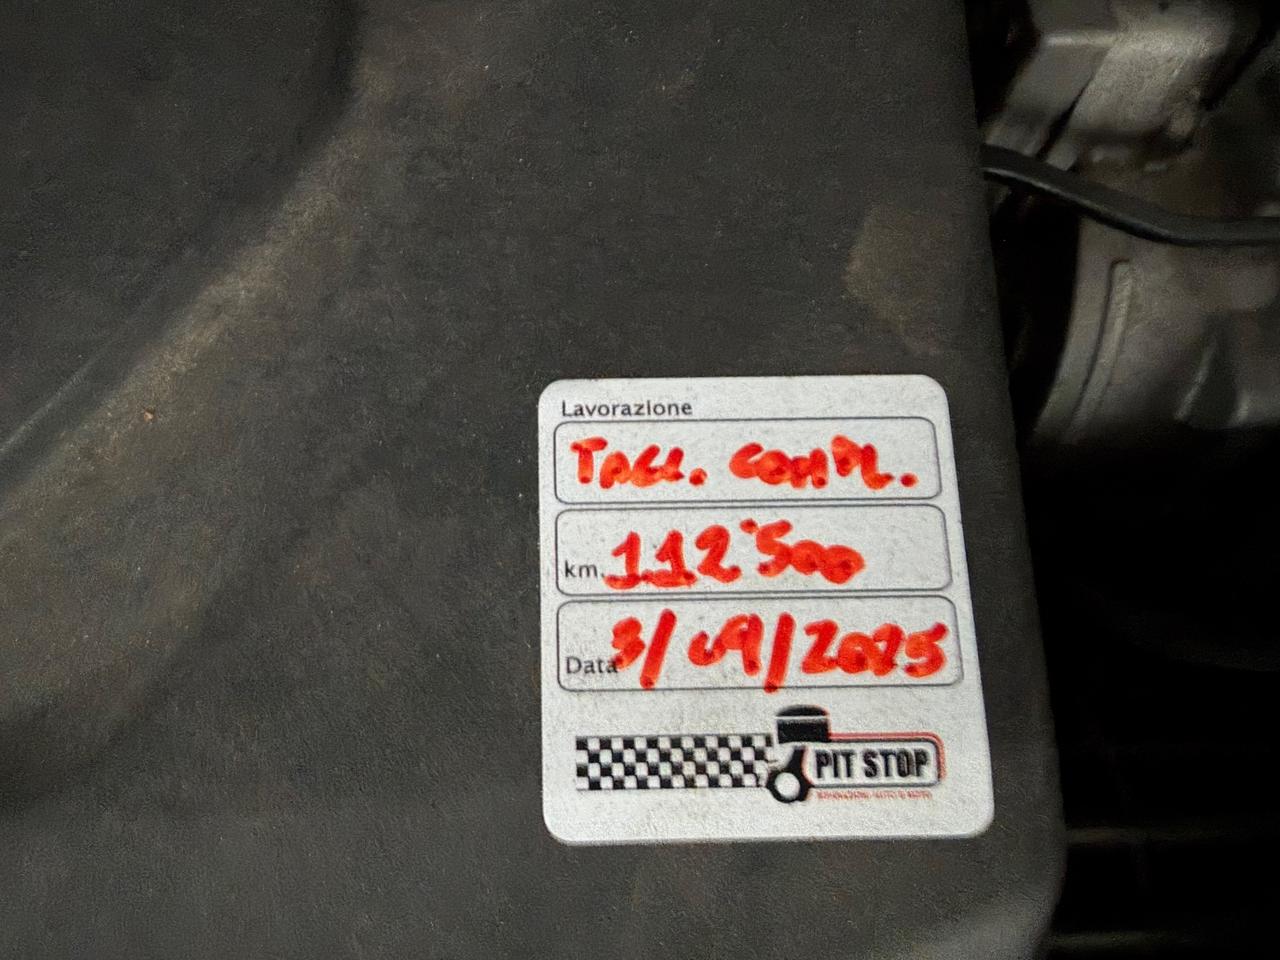 Lavorazione
TAGL. COMPL.
km. 112'500
Data 3/09/2025
PIT STOP